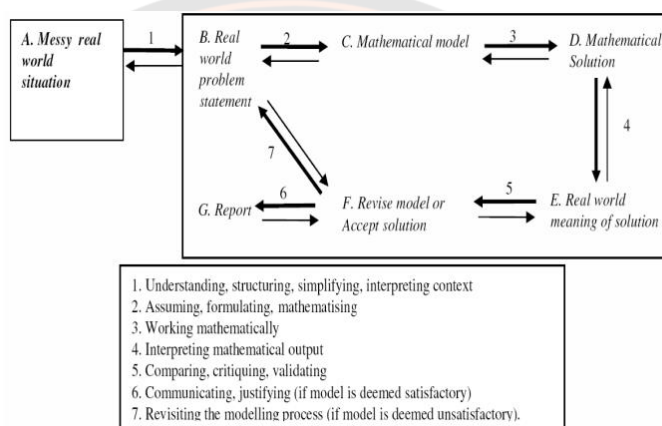 A. Messy real
world
situation
1
B. Real
world
problem
statement
2
C. Mathematical model
3
D. Mathematical
Solution
4
7
6
5
G. Report
F. Revise model or
Accept solution
E. Real world
meaning of solution
1. Understanding, structuring, simplifying, interpreting context
2. Assuming, formulating, mathematising
3. Working mathematically
4. Interpreting mathematical output
5. Comparing, critiquing, validating
6. Communicating, justifying (if model is deemed satisfactory)
7. Revisiting the modelling process (if model is deemed unsatisfactory).